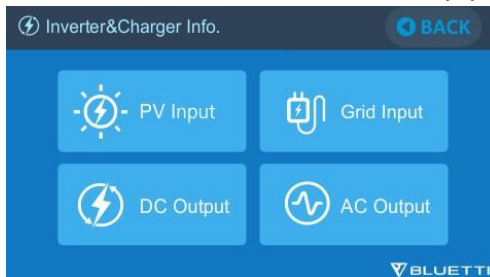 Inverter&Charger Info.
BACK
PV Input
Grid Input
DC Output
AC Output
BLUETTI